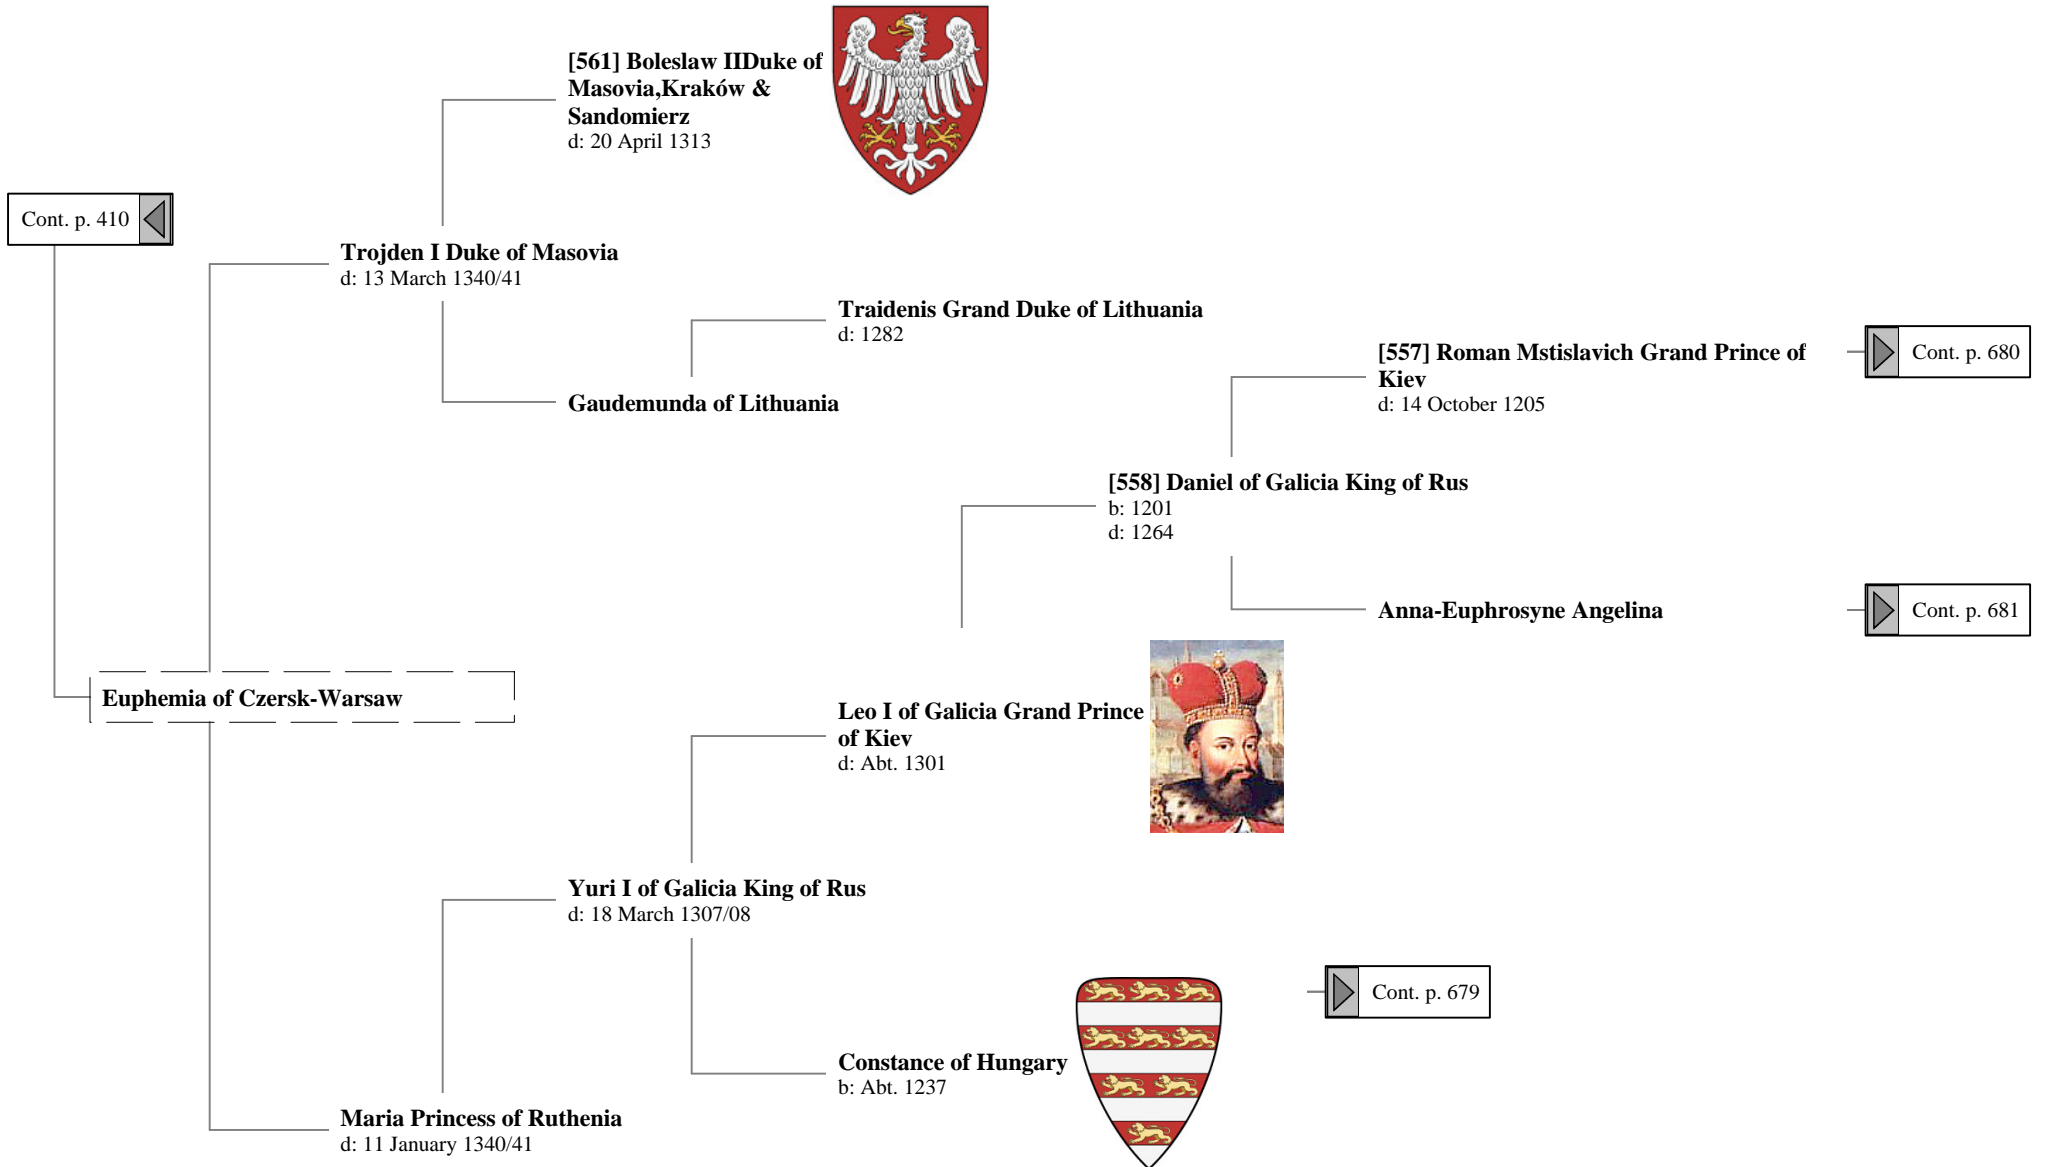 [561] Boleslaw IIDuke of
Masovia,Kraków &
Sandomierz
d: 20 April 1313
Cont. p. 410
Trojden I Duke of Masovia
d: 13 March 1340/41
Traidenis Grand Duke of Lithuania
d: 1282
[557] Roman Mstislavich Grand Prince of
Kiev
d: 14 October 1205
Cont. p. 680
Gaudemunda of Lithuania
[558] Daniel of Galicia King of Rus
b: 1201
d: 1264
Anna-Euphrosyne Angelina
Cont. p. 681
Euphemia of Czersk-Warsaw
Leo I of Galicia Grand Prince
of Kiev
d: Abt. 1301
Yuri I of Galicia King of Rus
d: 18 March 1307/08
Cont. p. 679
Constance of Hungary
b: Abt. 1237
Maria Princess of Ruthenia
d: 11 January 1340/41